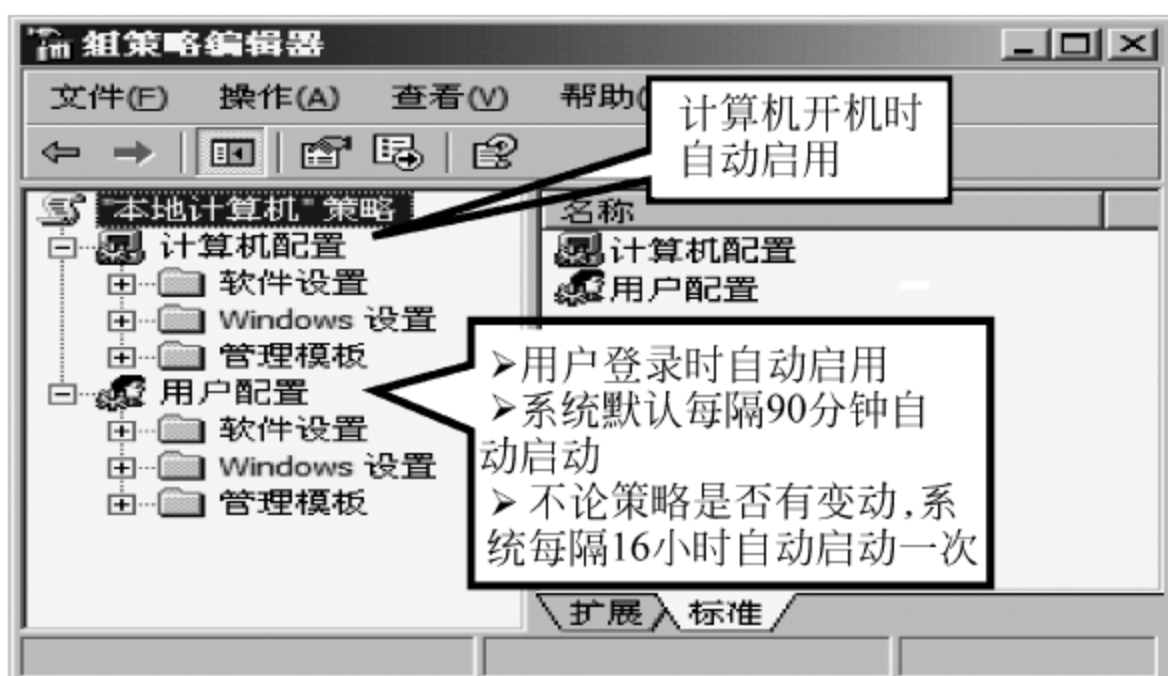 组策略编辑器
文件(F) 操作(A) 查看(V) 帮助(
计算机开机时
自动启用
"本地计算机"策略
计算机配置
软件设置
Windows 设置
管理模板
用户配置
软件设置
Windows 设置
管理模板
名称
计算机配置
用户配置
➢用户登录时自动启用
➢系统默认每隔90分钟自
动启动
➢ 不论策略是否有变动,系
统每隔16小时自动启动一次
扩展 标准